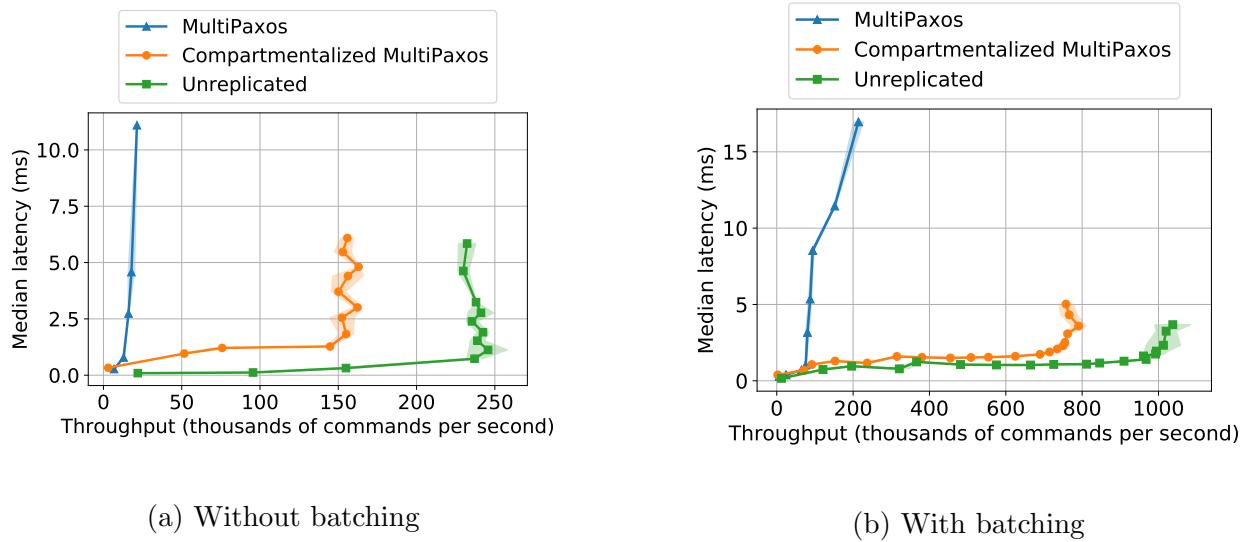 MultiPaxos
Compartmentalized MultiPaxos
Unreplicated
10.0
7.5
5.0
2.5
0.0
Median latency (ms)
0 50 100 150 200 250
Throughput (thousands of commands per second)
(a) Without batching
MultiPaxos
Compartmentalized MultiPaxos
Unreplicated
15
10
5
0
Median latency (ms)
0 200 400 600 800 1000
Throughput (thousands of commands per second)
(b) With batching